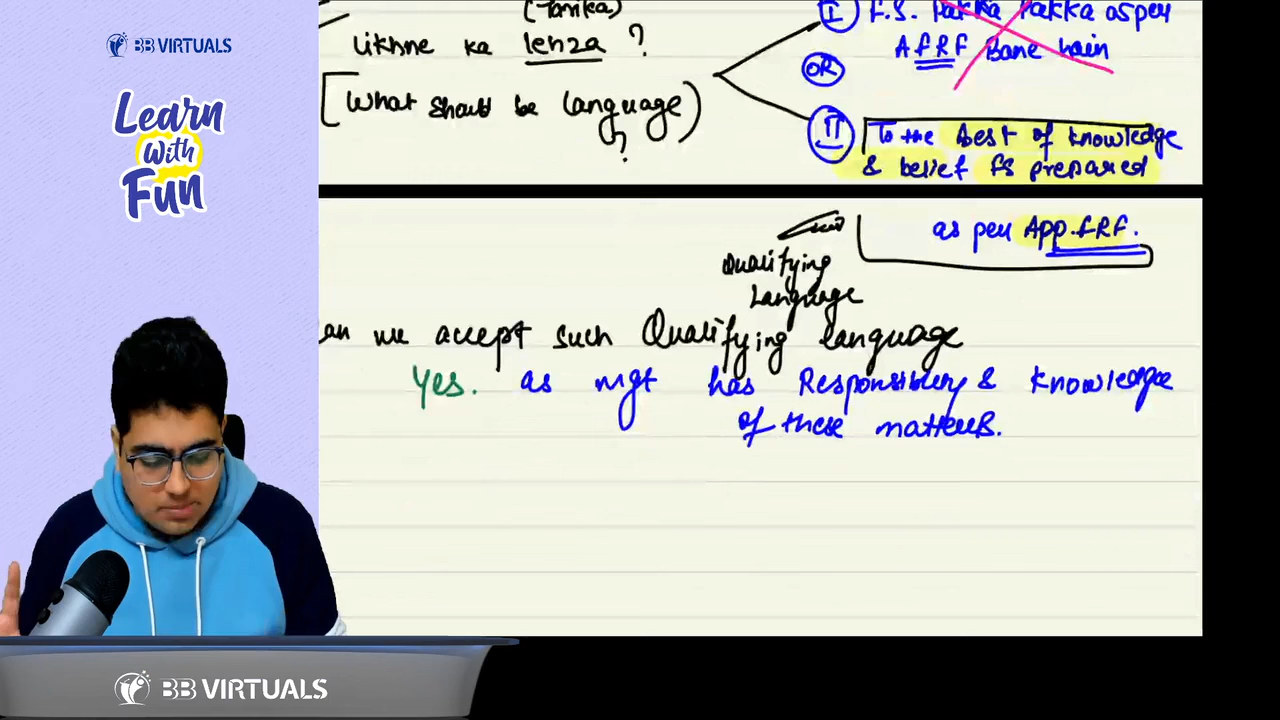 BB VIRTUALS
Learn
With
Fun
(Tarika)
likhne ka lehza ?
[What should be language)
?
I F.S. Pakka Pakka as per
AFRF Bane hain
OR
II To the best of knowledge
& belief FS prepared
as per App.FRF.
Qualifying
Language
an we accept such Qualifying language
Yes. as mgt has Responsibility & knowledge
of these matters.
BB VIRTUALS